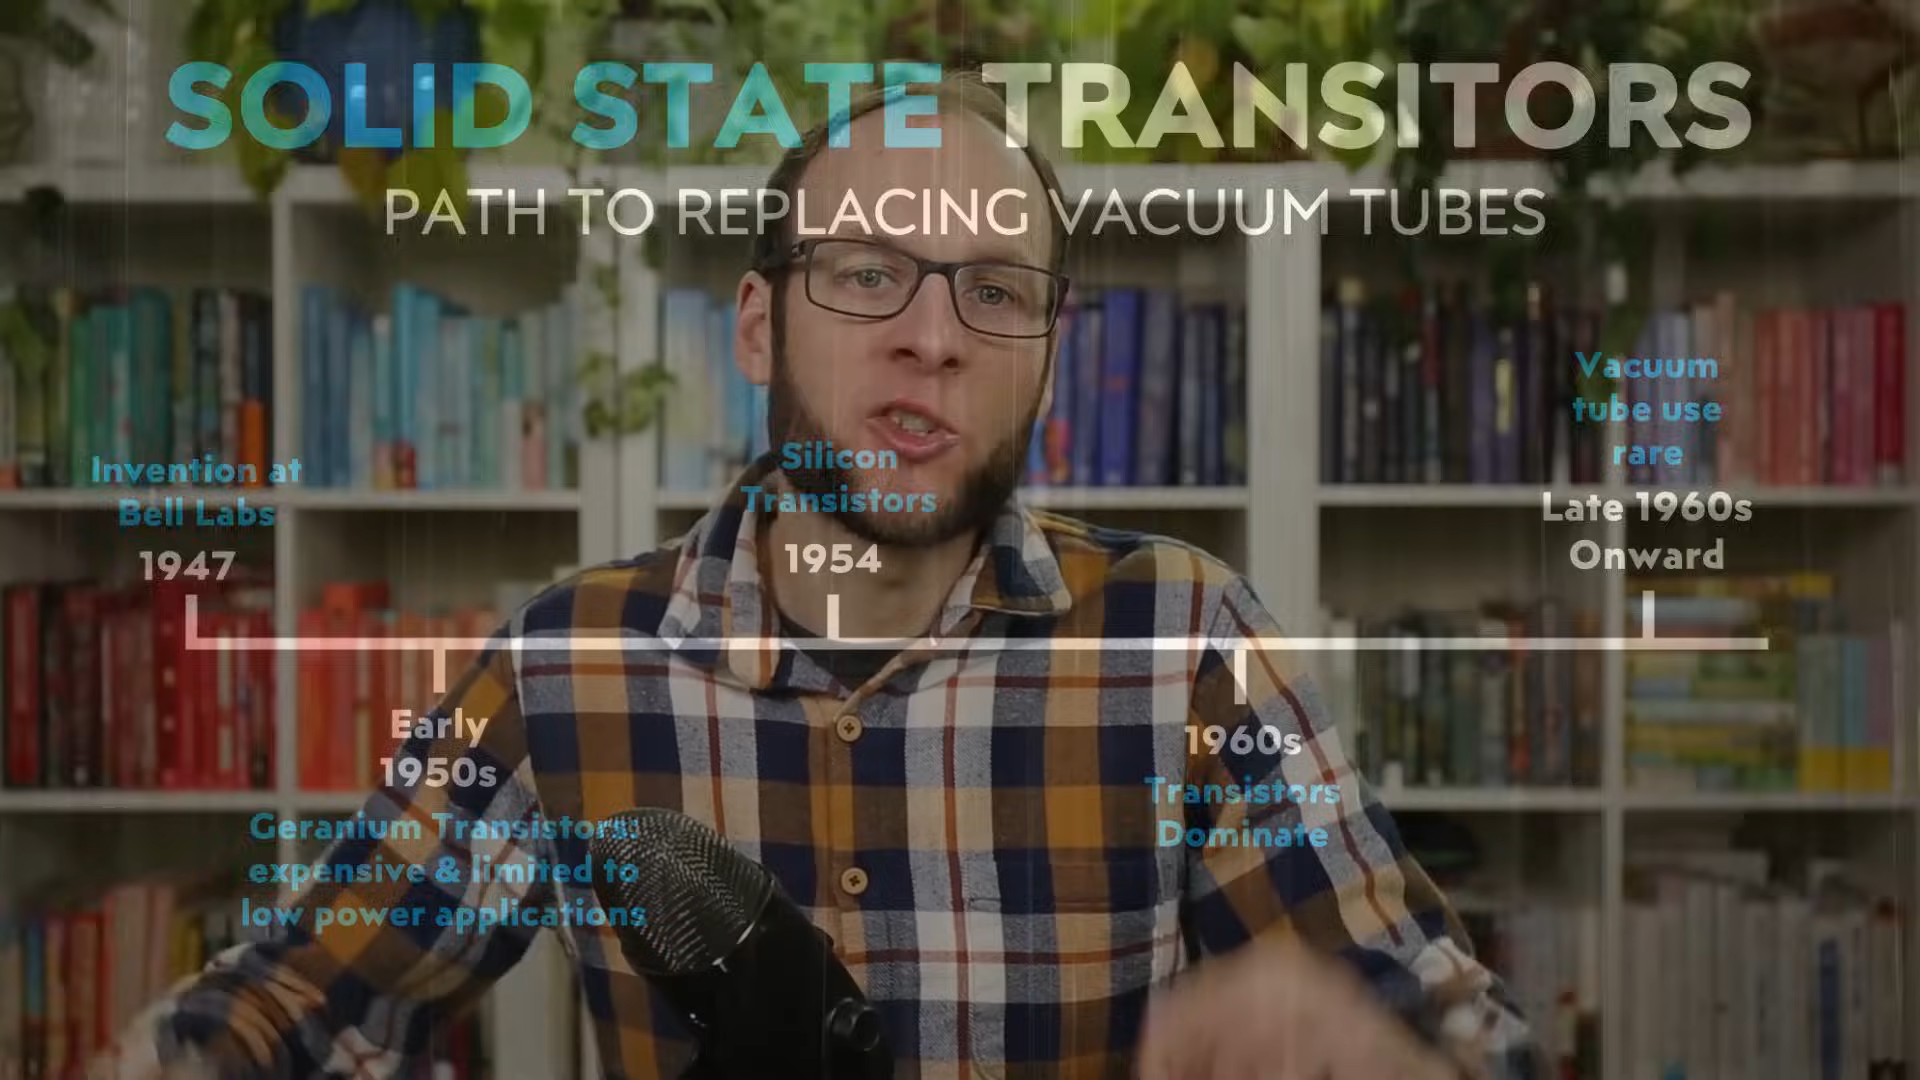 SOLID STATE TRANSITORS
PATH TO REPLACING VACUUM TUBES
Invention at
Bell Labs
1947
Early
1950s
Geranium Transistors:
expensive & limited to
low power applications
Silicon
Transistors
1954
1960s
Transistors
Dominate
Vacuum
tube use
rare
Late 1960s
Onward